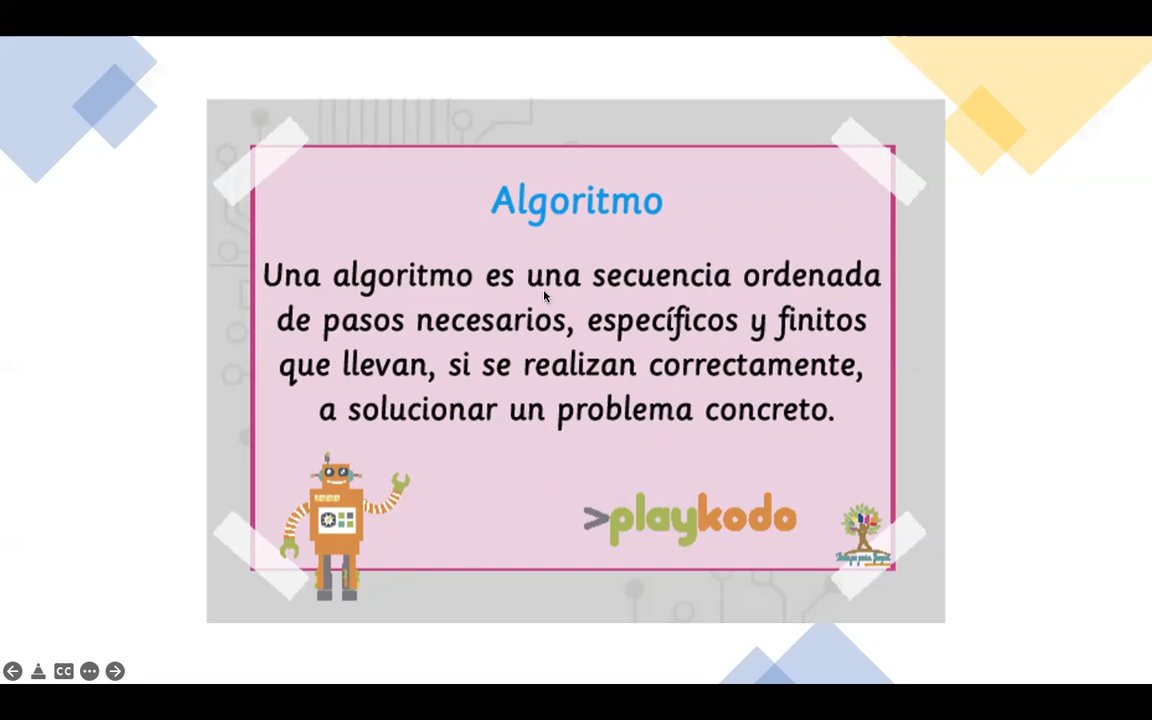 Algoritmo
Una algoritmo es una secuencia ordenada
de pasos necesarios, específicos y finitos
que llevan, si se realizan correctamente,
a solucionar un problema concreto.
>playkodo
CC